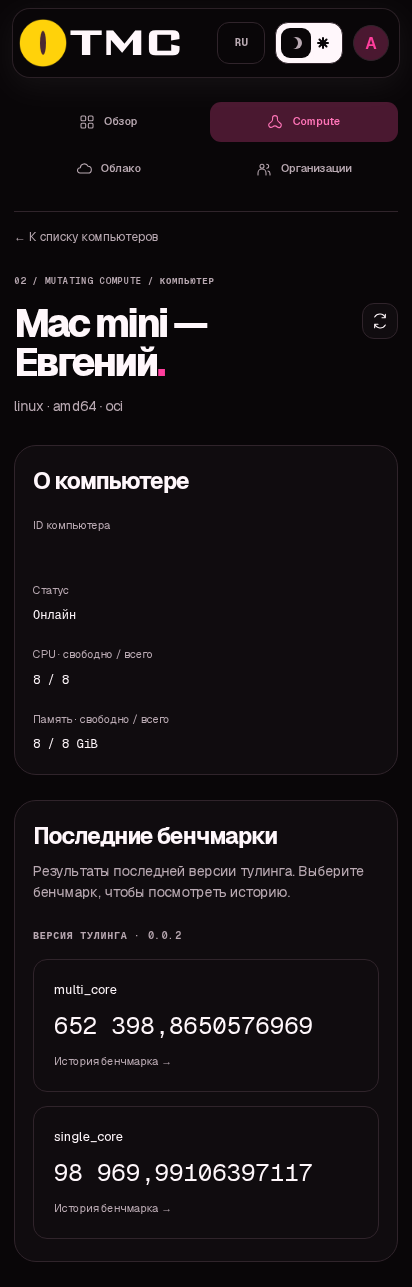 TMC
RU
A
Обзор
Compute
Облако
Организации
← К списку компьютеров
02 / MUTATING COMPUTE / КОМПЬЮТЕР
Mac mini —
Евгений.
linux · amd64 · oci
О компьютере
ID компьютера
Статус
Онлайн
CPU · свободно / всего
8 / 8
Память · свободно / всего
8 / 8 GiB
Последние бенчмарки
Результаты последней версии тулинга. Выберите
бенчмарк, чтобы посмотреть историю.
ВЕРСИЯ ТУЛИНГА · 0.0.2
multi_core
652 398,8650576969
История бенчмарка →
single_core
98 969,99106397117
История бенчмарка →